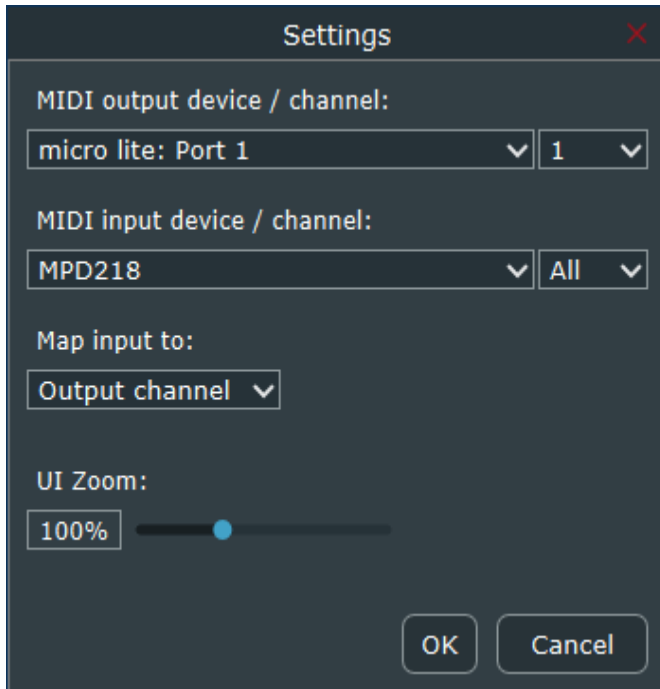 Settings
MIDI output device / channel:
micro lite: Port 1 1
MIDI input device / channel:
MPD218 All
Map input to:
Output channel
UI Zoom:
100%
OK Cancel